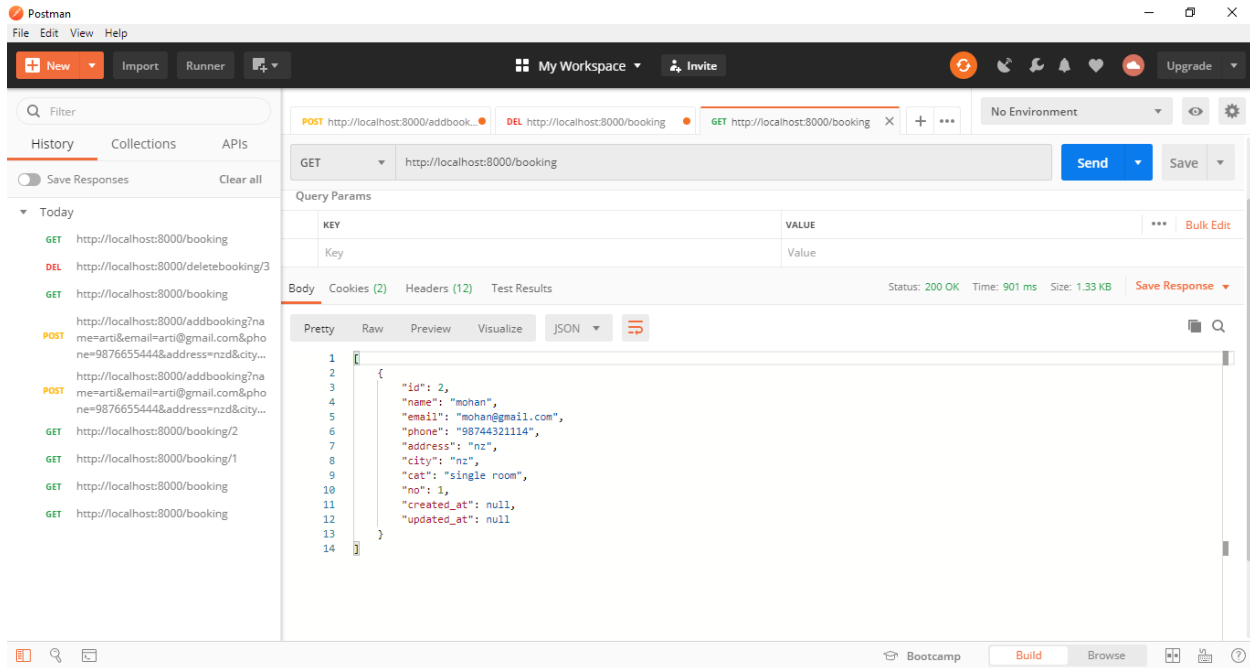 Postman
File Edit View Help
New Import Runner My Workspace Invite Upgrade
Filter
History Collections APIs
Save Responses Clear all
Today
GET http://localhost:8000/booking
DEL http://localhost:8000/deletebooking/3
GET http://localhost:8000/booking
POST http://localhost:8000/addbooking?na
me=arti&email=arti@gmail.com&pho
ne=9876655444&address=nzd&city...
POST http://localhost:8000/addbooking?na
me=arti&email=arti@gmail.com&pho
ne=9876655444&address=nzd&city...
GET http://localhost:8000/booking/2
GET http://localhost:8000/booking/1
GET http://localhost:8000/booking
GET http://localhost:8000/booking
POST http://localhost:8000/addbook... DEL http://localhost:8000/booking GET http://localhost:8000/booking No Environment
GET http://localhost:8000/booking Send Save
Query Params
KEY VALUE Bulk Edit
Key Value
Body Cookies (2) Headers (12) Test Results Status: 200 OK Time: 901 ms Size: 1.33 KB Save Response
Pretty Raw Preview Visualize JSON
1 [
2 {
3 "id": 2,
4 "name": "mohan",
5 "email": "mohan@gmail.com",
6 "phone": "98744321114",
7 "address": "nz",
8 "city": "nz",
9 "cat": "single room",
10 "no": 1,
11 "created_at": null,
12 "updated_at": null
13 }
14 ]
Bootcamp Build Browse